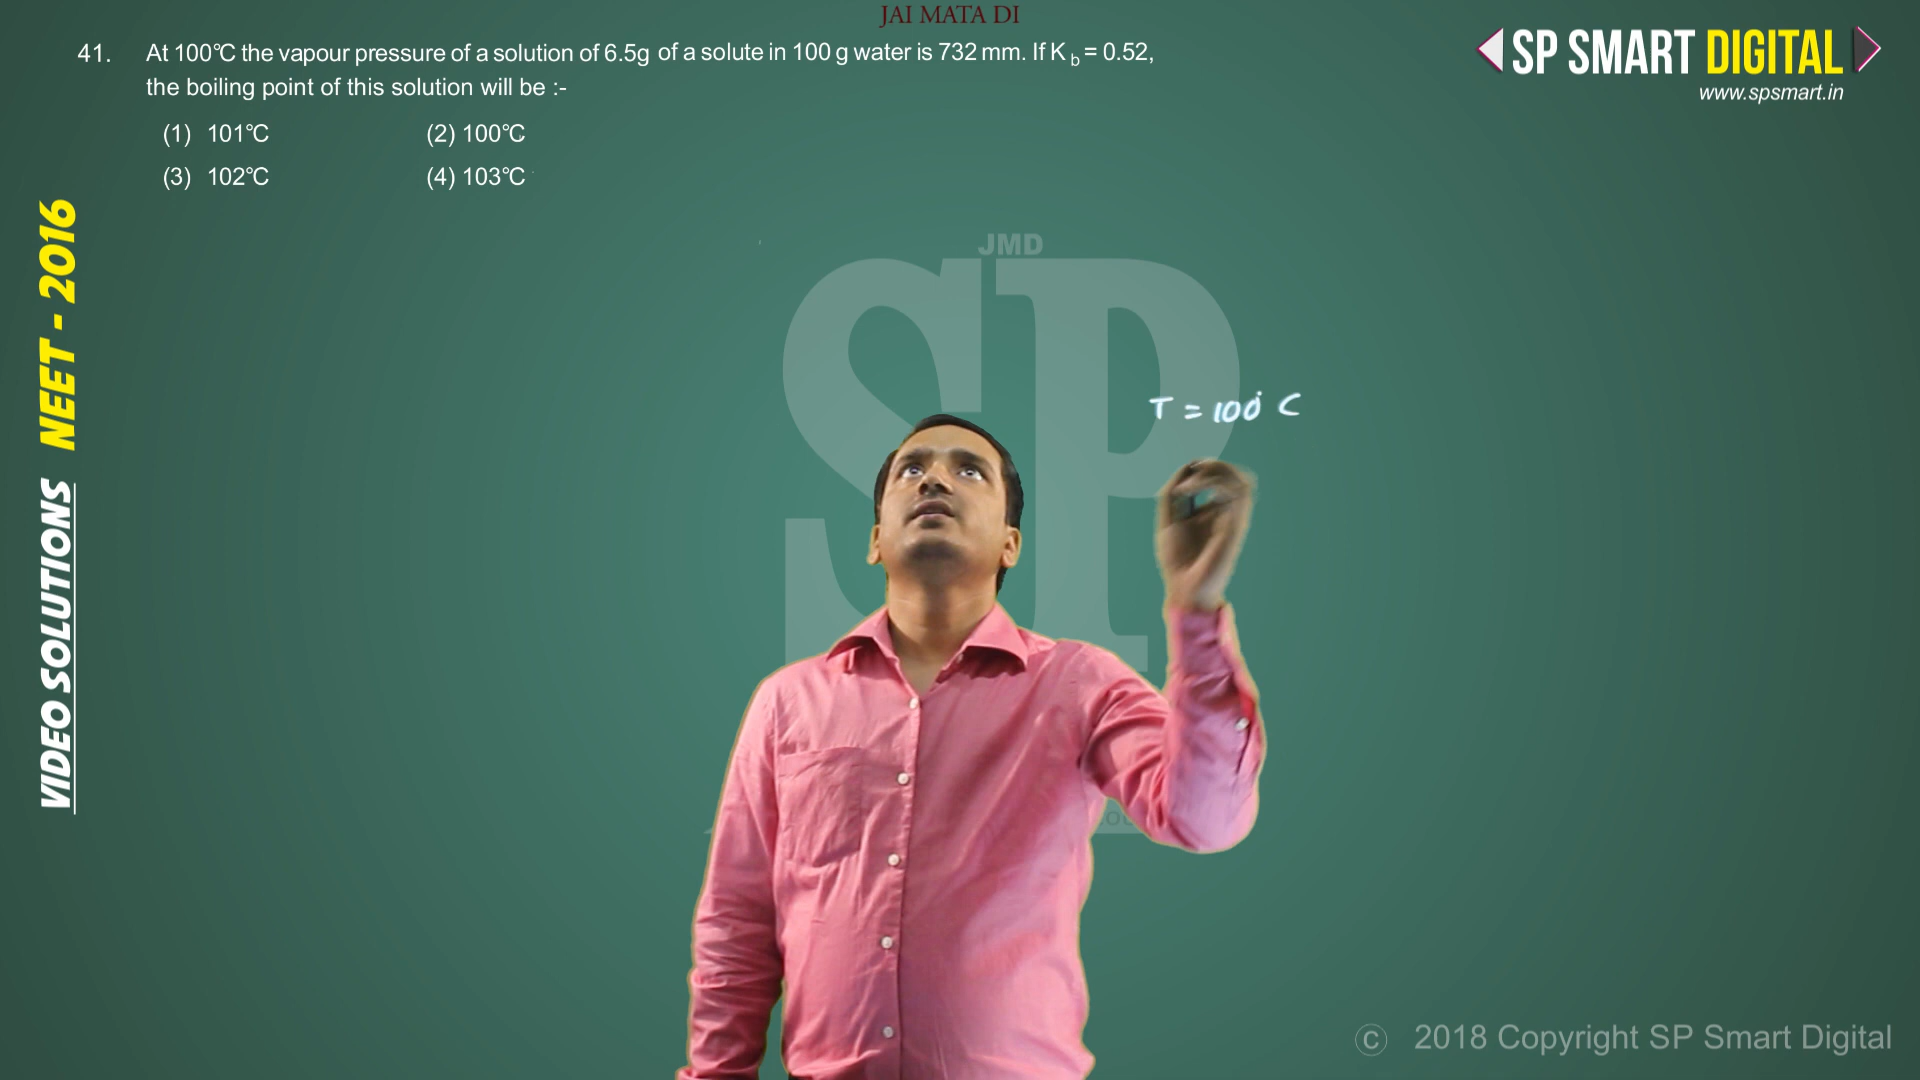 JAI MATA DI
41. At 100°C the vapour pressure of a solution of 6.5g of a solute in 100 g water is 732 mm. If K b = 0.52,
the boiling point of this solution will be :-
(1) 101°C (2) 100°C
(3) 102°C (4) 103°C
SP SMART DIGITAL
www.spsmart.in
VIDEO SOLUTIONS NEET - 2016
JMD
SP
T = 100° C
© 2018 Copyright SP Smart Digital